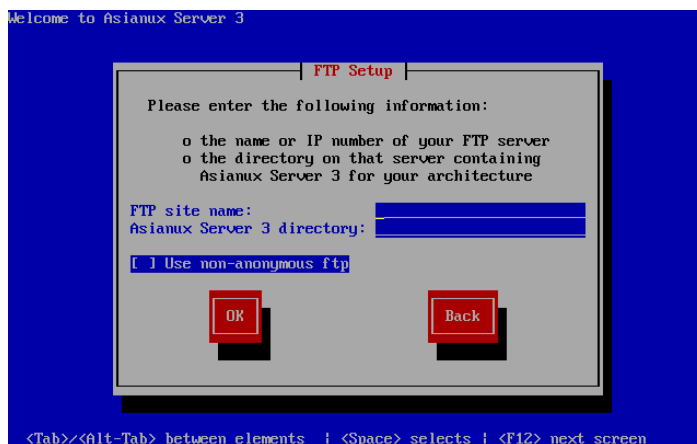 Welcome to Asianux Server 3
FTP Setup
Please enter the following information:
o the name or IP number of your FTP server
o the directory on that server containing
Asianux Server 3 for your architecture
FTP site name:
Asianux Server 3 directory:
[ ] Use non-anonymous ftp
OK
Back
<Tab>/<Alt-Tab> between elements | <Space> selects | <F12> next screen